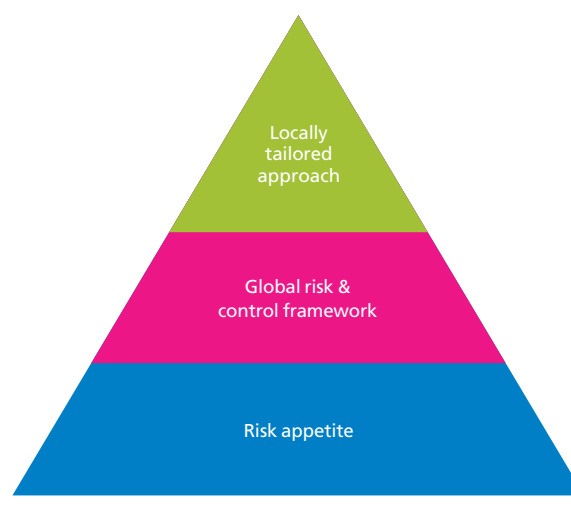 Locally
tailored
approach
Global risk &
control framework
Risk appetite